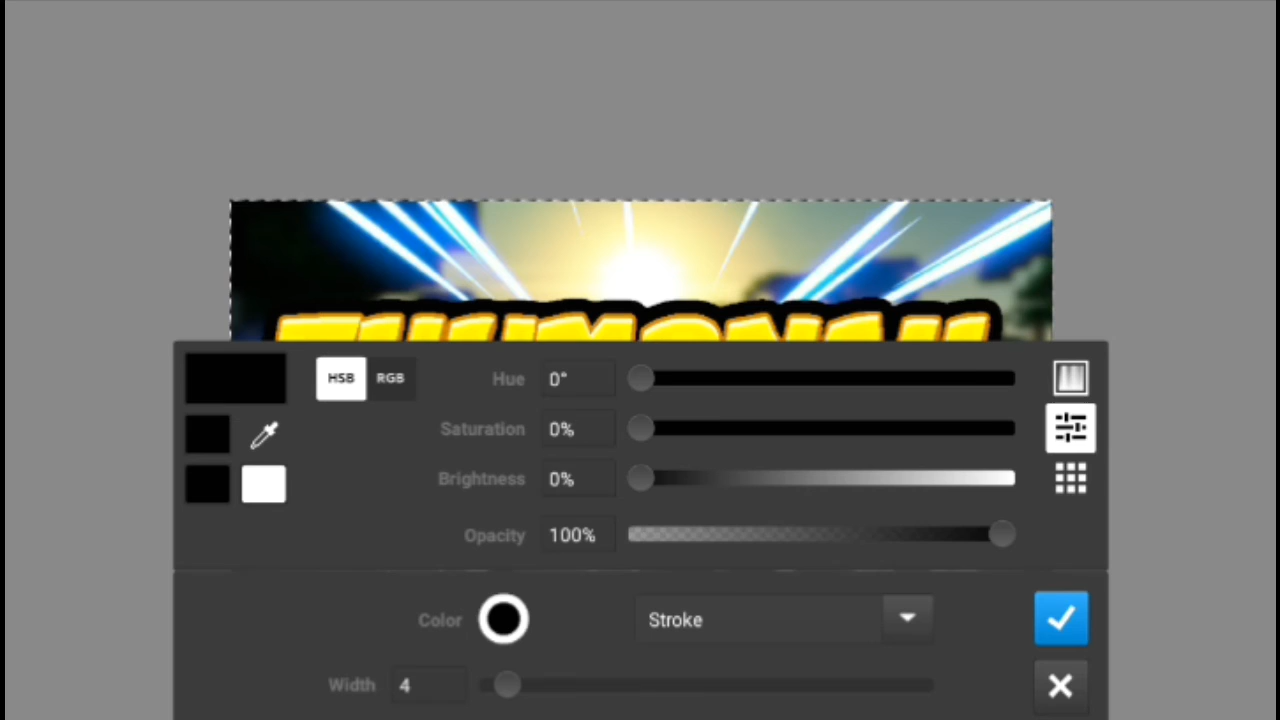 HSB RGB Hue 0°
Saturation 0%
Brightness 0%
Opacity 100%
Color Stroke
Width 4